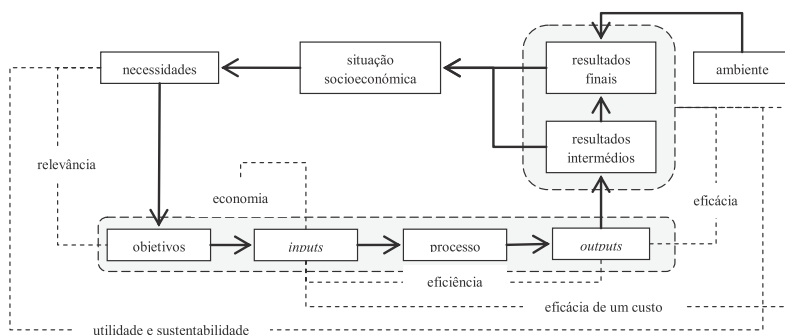 necessidades
situação
socioeconómica
resultados
finais
ambiente
resultados
intermédios
relevância
economia
eficácia
objetivos
inputs
processo
outputs
eficiência
eficácia de um custo
utilidade e sustentabilidade